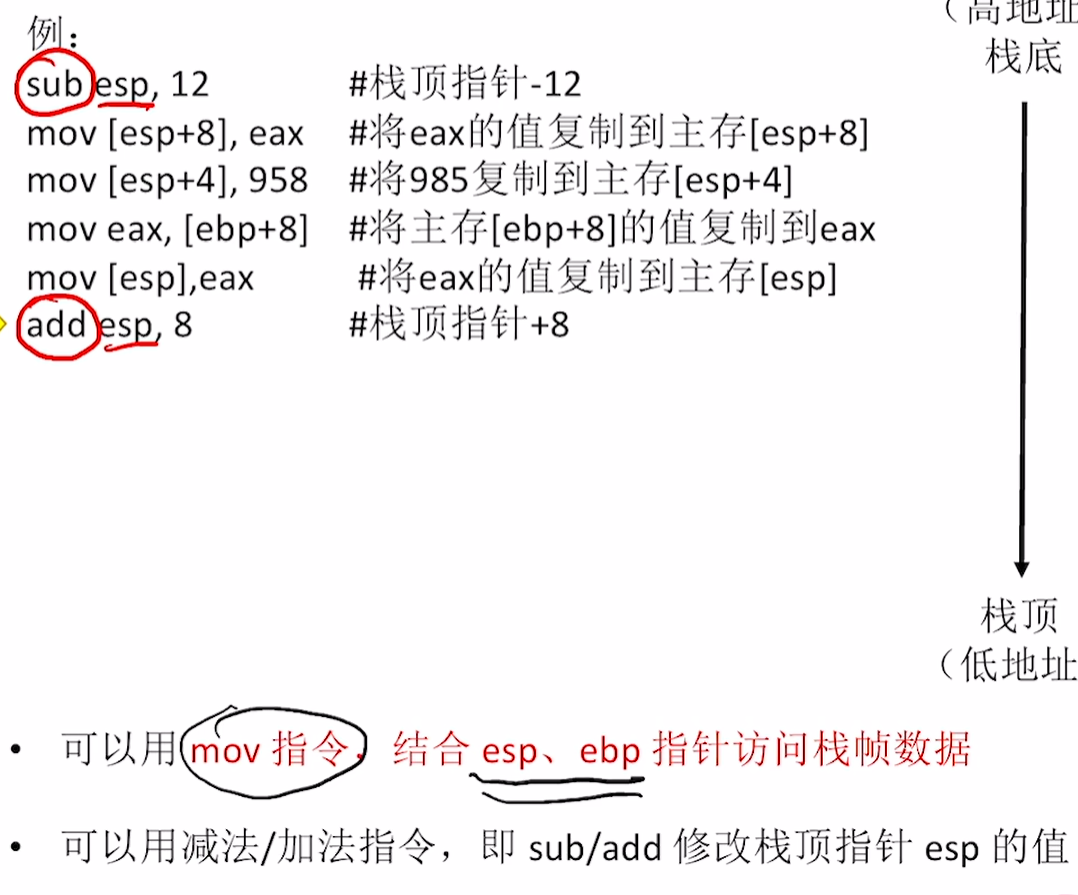 （高地址
栈底
例：
sub esp, 12 #栈顶指针-12
mov [esp+8], eax #将eax的值复制到主存[esp+8]
mov [esp+4], 958 #将985复制到主存[esp+4]
mov eax, [ebp+8] #将主存[ebp+8]的值复制到eax
mov [esp],eax #将eax的值复制到主存[esp]
add esp, 8 #栈顶指针+8
栈顶
（低地址
• 可以用 mov 指令，结合 esp、ebp 指针访问栈帧数据
• 可以用减法/加法指令，即 sub/add 修改栈顶指针 esp 的值